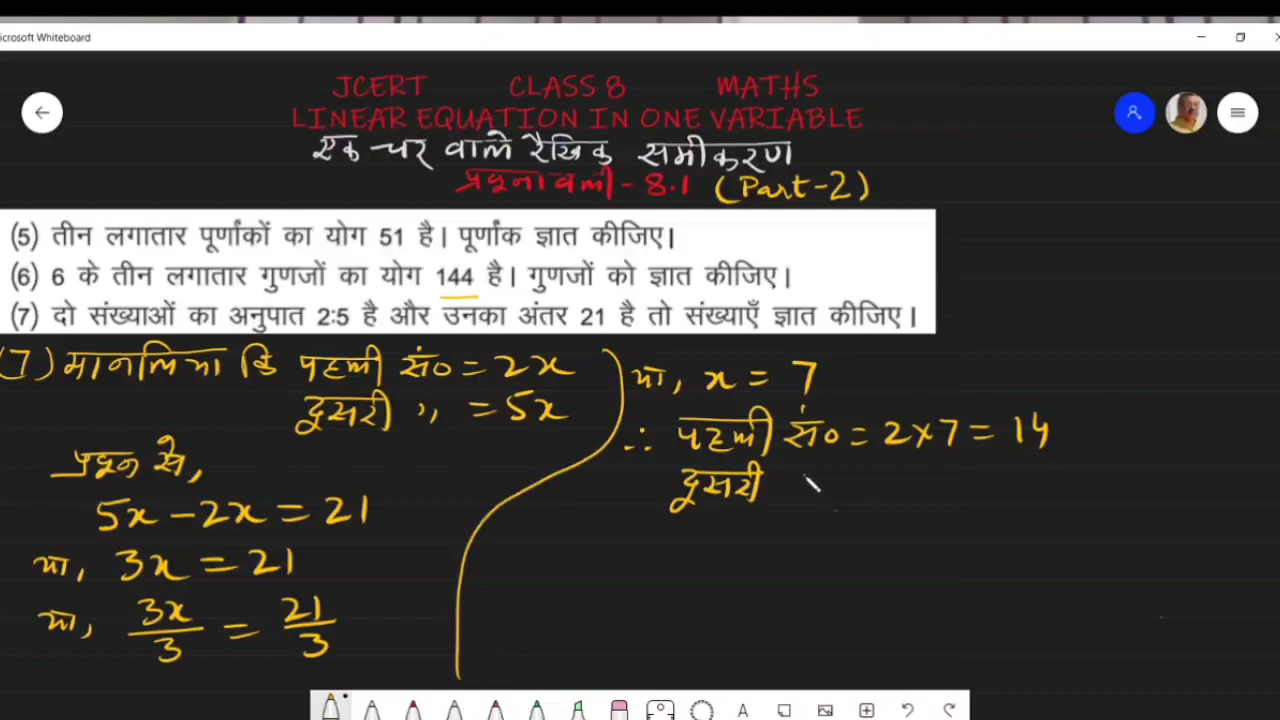 Microsoft Whiteboard
JCERT CLASS 8 MATHS
LINEAR EQUATION IN ONE VARIABLE
एक चर वाले रैखिक समीकरण
प्रश्नावली - 8.1 (Part-2)
(5) तीन लगातार पूर्णांकों का योग 51 है। पूर्णांक ज्ञात कीजिए।
(6) 6 के तीन लगातार गुणजों का योग 144 है। गुणजों को ज्ञात कीजिए।
(7) दो संख्याओं का अनुपात 2:5 है और उनका अंतर 21 है तो संख्याएँ ज्ञात कीजिए।
(7) मानलिया कि पहली सं० = 2x
दुसरी ,, = 5x
प्रश्न से,
5x - 2x = 21
या, 3x = 21
या, 3x/3 = 21/3
या, x = 7
∴ पहली सं० = 2 × 7 = 14
दुसरी
A